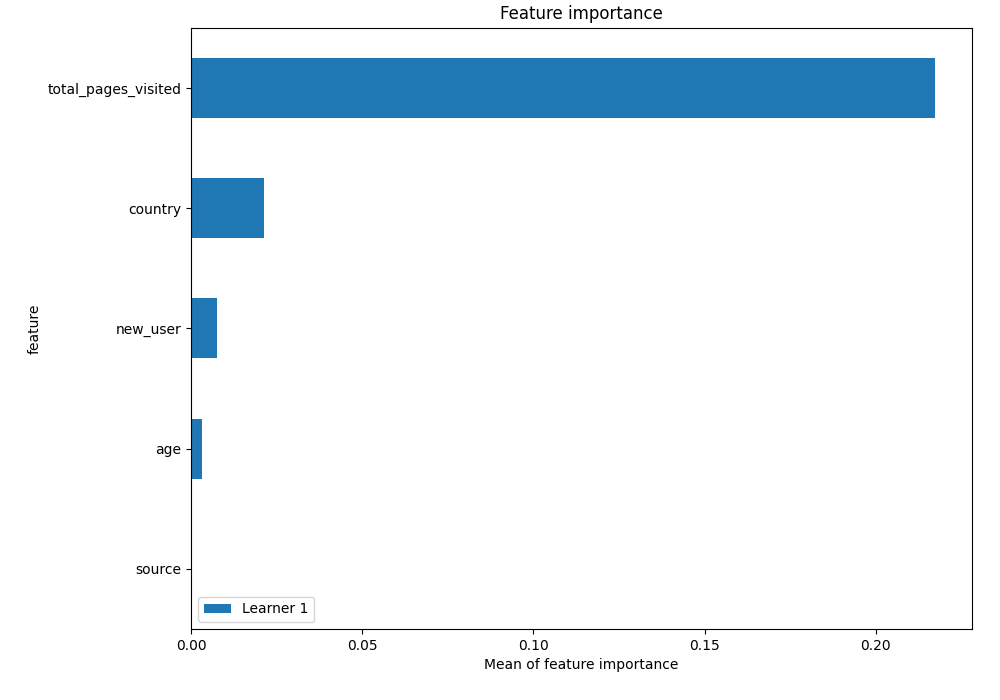 Feature importance
total_pages_visited
country
new_user
age
source
feature
Learner 1
0.00 0.05 0.10 0.15 0.20
Mean of feature importance